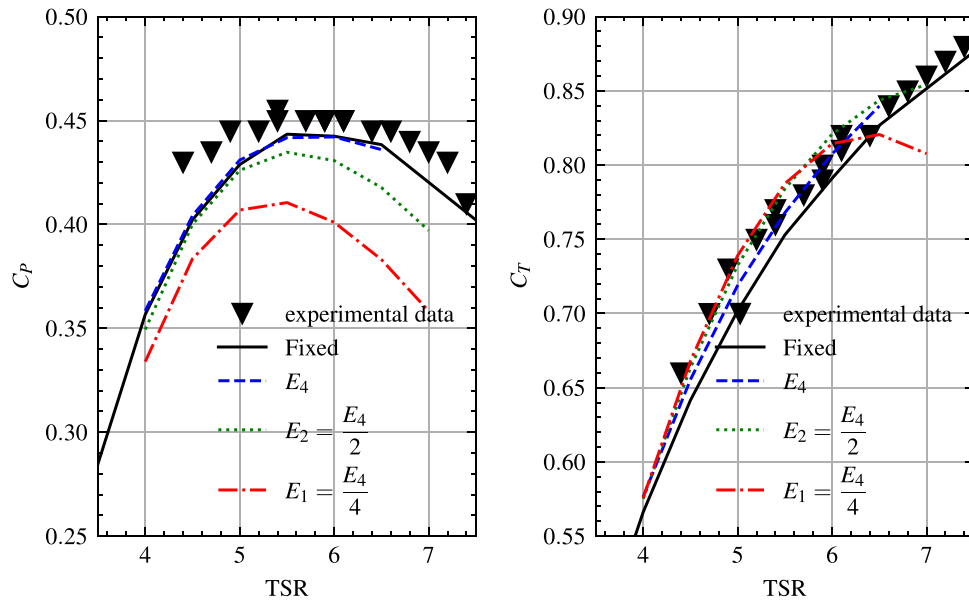 0.50
0.45
0.40
0.35
0.30
0.25
C_P
4 5 6 7
TSR
experimental data
Fixed
E_4
E_2 = E_4/2
E_1 = E_4/4
0.90
0.85
0.80
0.75
0.70
0.65
0.60
0.55
C_T
4 5 6 7
TSR
experimental data
Fixed
E_4
E_2 = E_4/2
E_1 = E_4/4